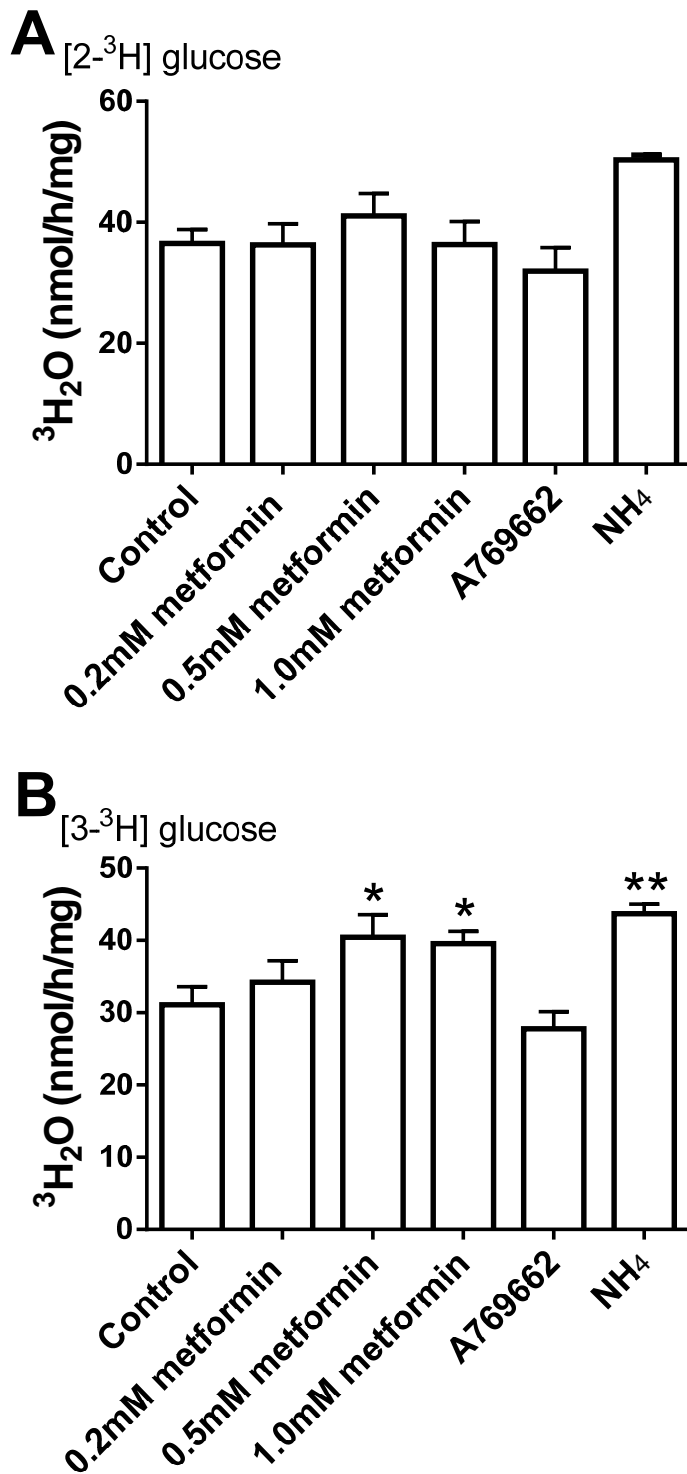 A
[2-³H] glucose
³H₂O (nmol/h/mg)
60
40
20
0
Control
0.2mM metformin
0.5mM metformin
1.0mM metformin
A769662
NH₄
B
[3-³H] glucose
³H₂O (nmol/h/mg)
50
40
30
20
10
0
*
*
**
Control
0.2mM metformin
0.5mM metformin
1.0mM metformin
A769662
NH₄